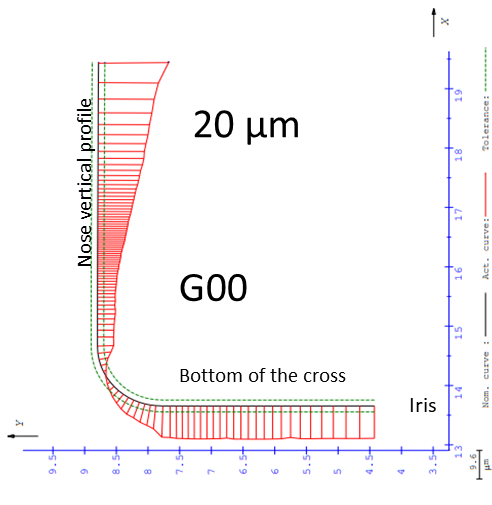 X
Nose vertical profile
20 µm
G00
Bottom of the cross
Iris
Y
9.5
9
8.5
8
7.5
7
6.5
6
5.5
5
4.5
4
3.5
13
14
15
16
17
18
19
Nom. curve :
Act. curve:
Tolerance:
9.6
µm